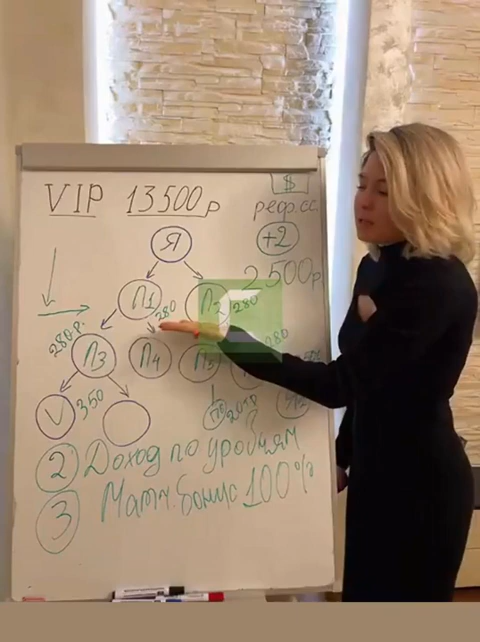 VIP 13500р
$
реф.сс
Я
+2
2500р
П1 280
П2 280
280р.
П3
П4
П5
280
V 350
2 Доход по уровням
3 Матч. бонус 100%